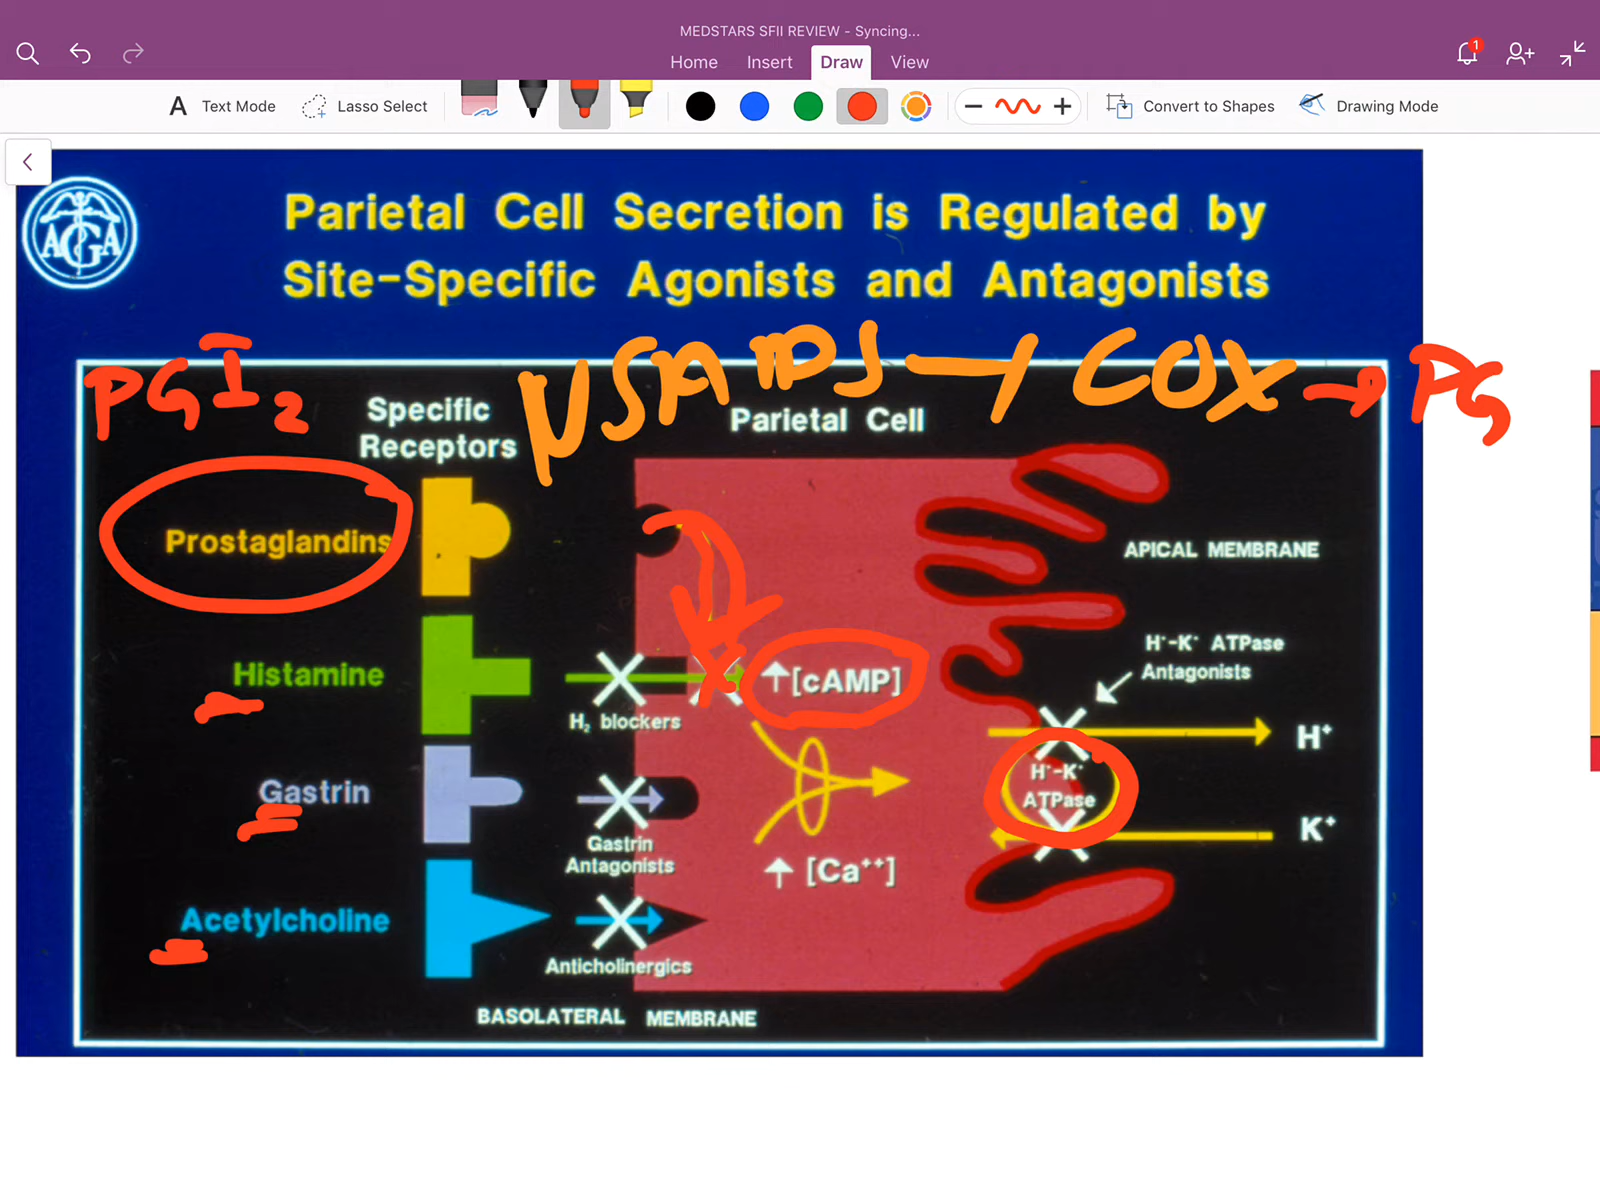 MEDSTARS SFII REVIEW - Syncing...
Home Insert Draw View
1
A Text Mode Lasso Select Convert to Shapes Drawing Mode
AGA
Parietal Cell Secretion is Regulated by
Site-Specific Agonists and Antagonists
PGI2 NSAIDS ⊣ COX → PG
Specific
Receptors
Parietal Cell
Prostaglandins
APICAL MEMBRANE
H+-K+ ATPase
Antagonists
Histamine
↑[cAMP]
H2 blockers
H+
H+-K+
ATPase
Gastrin
K+
Gastrin
Antagonists
↑ [Ca++]
Acetylcholine
Anticholinergics
BASOLATERAL MEMBRANE